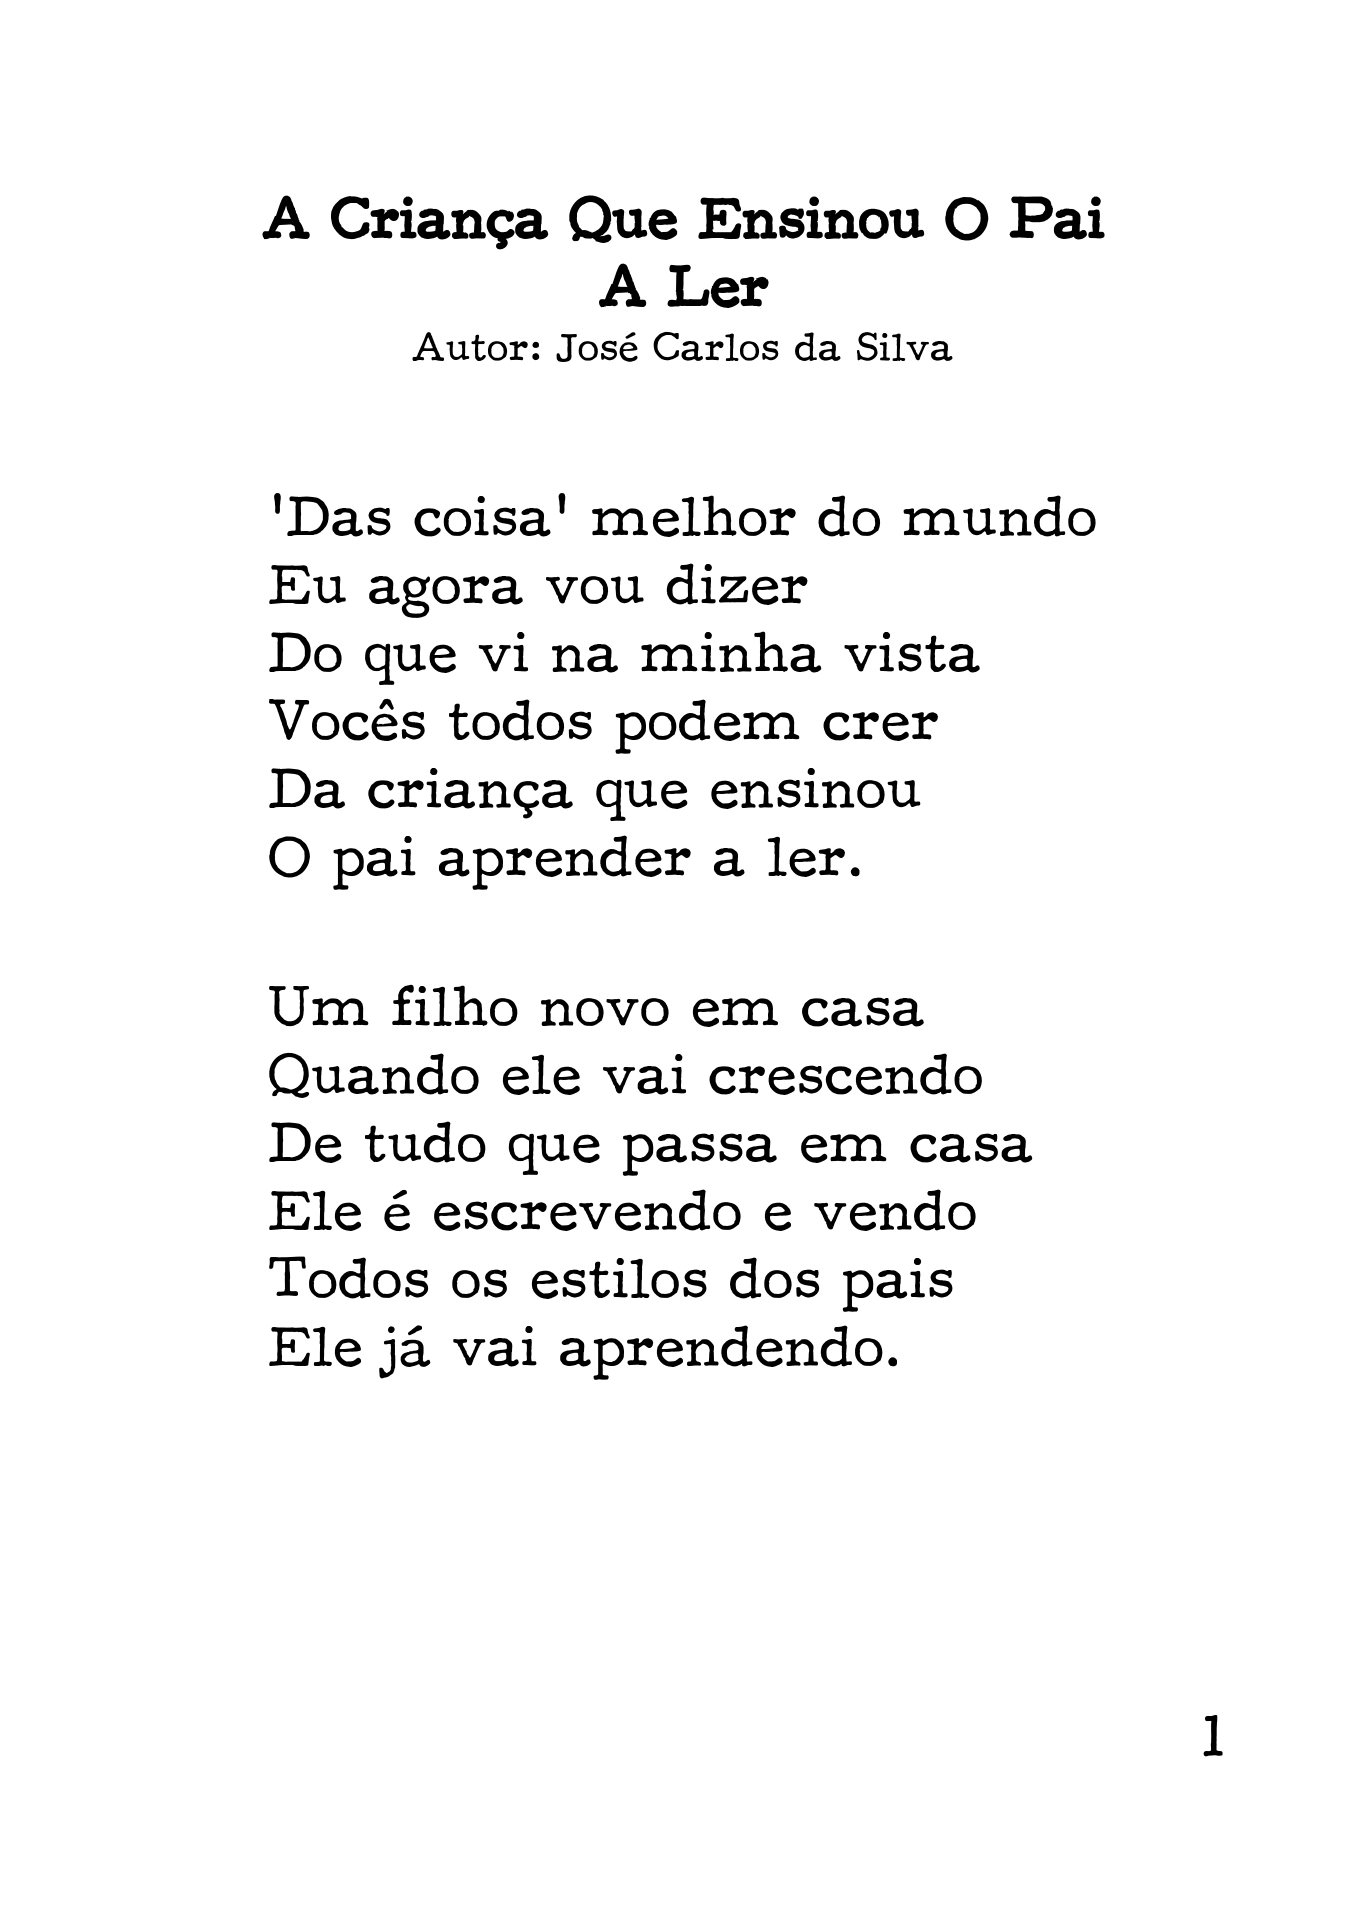 A Criança Que Ensinou O Pai
A Ler
Autor: José Carlos da Silva
'Das coisa' melhor do mundo
Eu agora vou dizer
Do que vi na minha vista
Vocês todos podem crer
Da criança que ensinou
O pai aprender a ler.
Um filho novo em casa
Quando ele vai crescendo
De tudo que passa em casa
Ele é escrevendo e vendo
Todos os estilos dos pais
Ele já vai aprendendo.
1